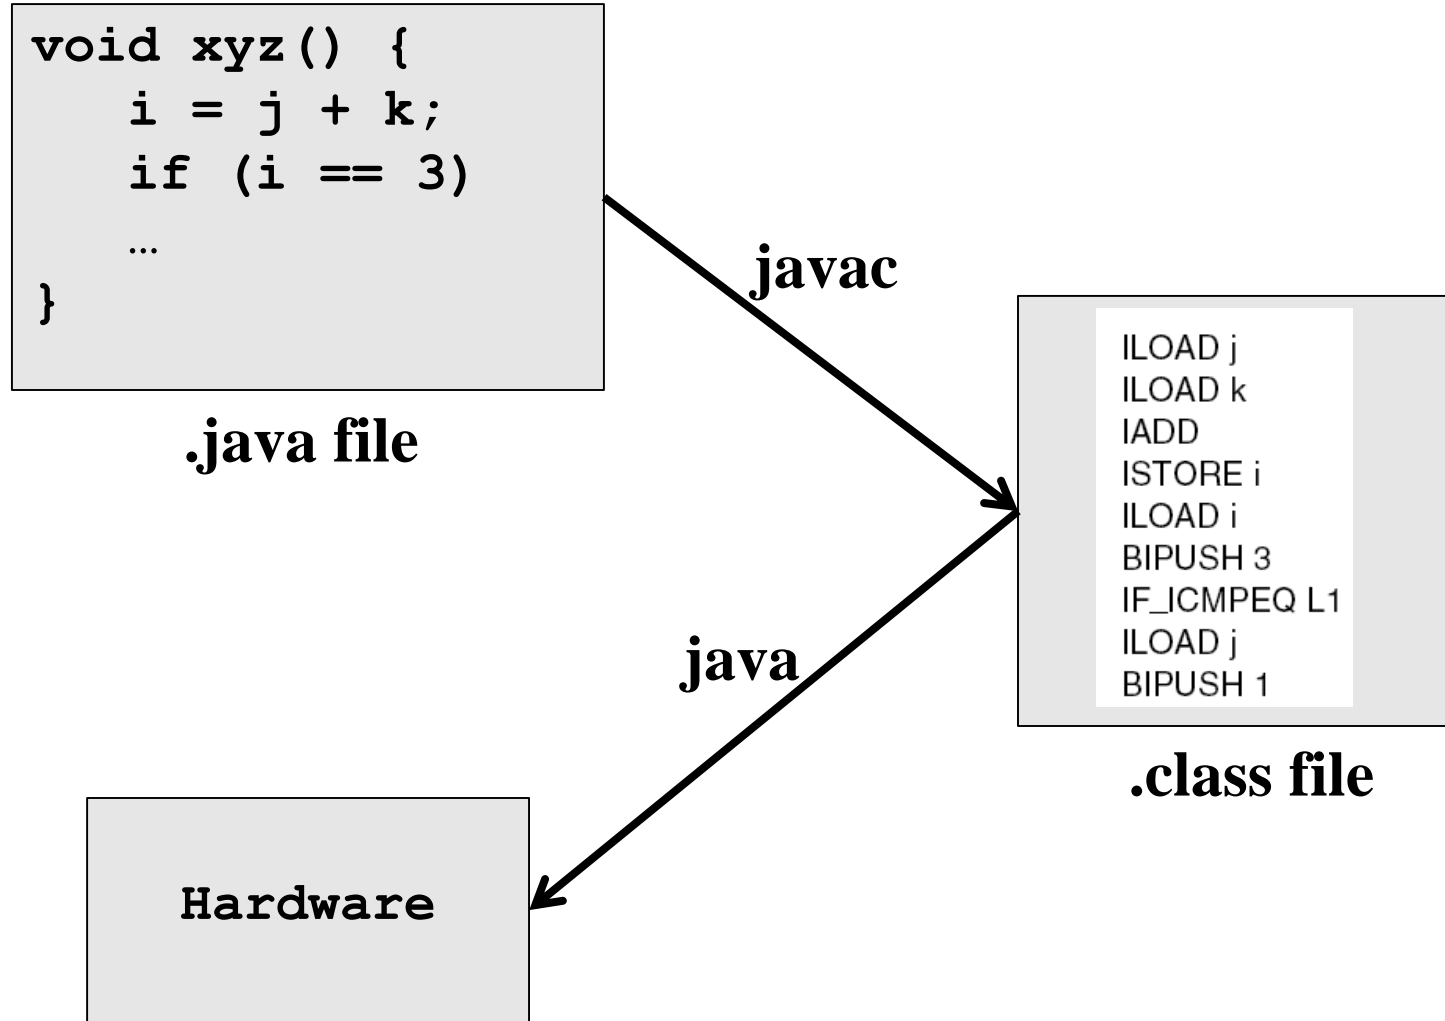 void xyz() {
i = j + k;
if (i == 3)
…
}
.java file
javac
ILOAD j
ILOAD k
IADD
ISTORE i
ILOAD i
BIPUSH 3
IF_ICMPEQ L1
ILOAD j
BIPUSH 1
.class file
java
Hardware